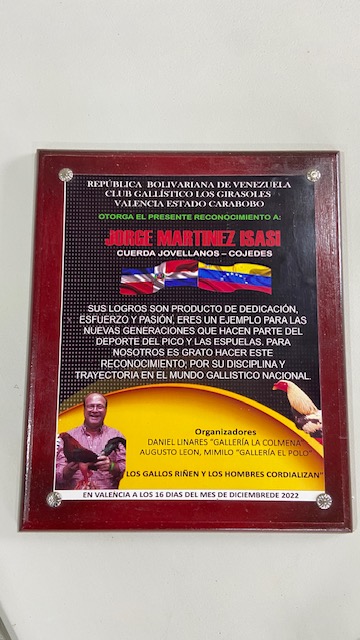 REPÚBLICA BOLIVARIANA DE VENEZUELA
CLUB GALLÍSTICO LOS GIRASOLES
VALENCIA ESTADO CARABOBO
OTORGA EL PRESENTE RECONOCIMIENTO A:
JORGE MARTINEZ ISASI
CUERDA JOVELLANOS – COJEDES
SUS LOGROS SON PRODUCTO DE DEDICACIÓN,
ESFUERZO Y PASIÓN, ERES UN EJEMPLO PARA LAS
NUEVAS GENERACIONES QUE HACEN PARTE DEL
DEPORTE DEL PICO Y LAS ESPUELAS. PARA
NOSOTROS ES GRATO HACER ESTE
RECONOCIMIENTO; POR SU DISCIPLINA Y
TRAYECTORIA EN EL MUNDO GALLISTICO NACIONAL.
Organizadores
DANIEL LINARES "GALLERÍA LA COLMENA"
AUGUSTO LEON, MIMILO "GALLERÍA EL POLO"
LOS GALLOS RIÑEN Y LOS HOMBRES CORDIALIZAN"
EN VALENCIA A LOS 16 DIAS DEL MES DE DICIEMBREDE 2022